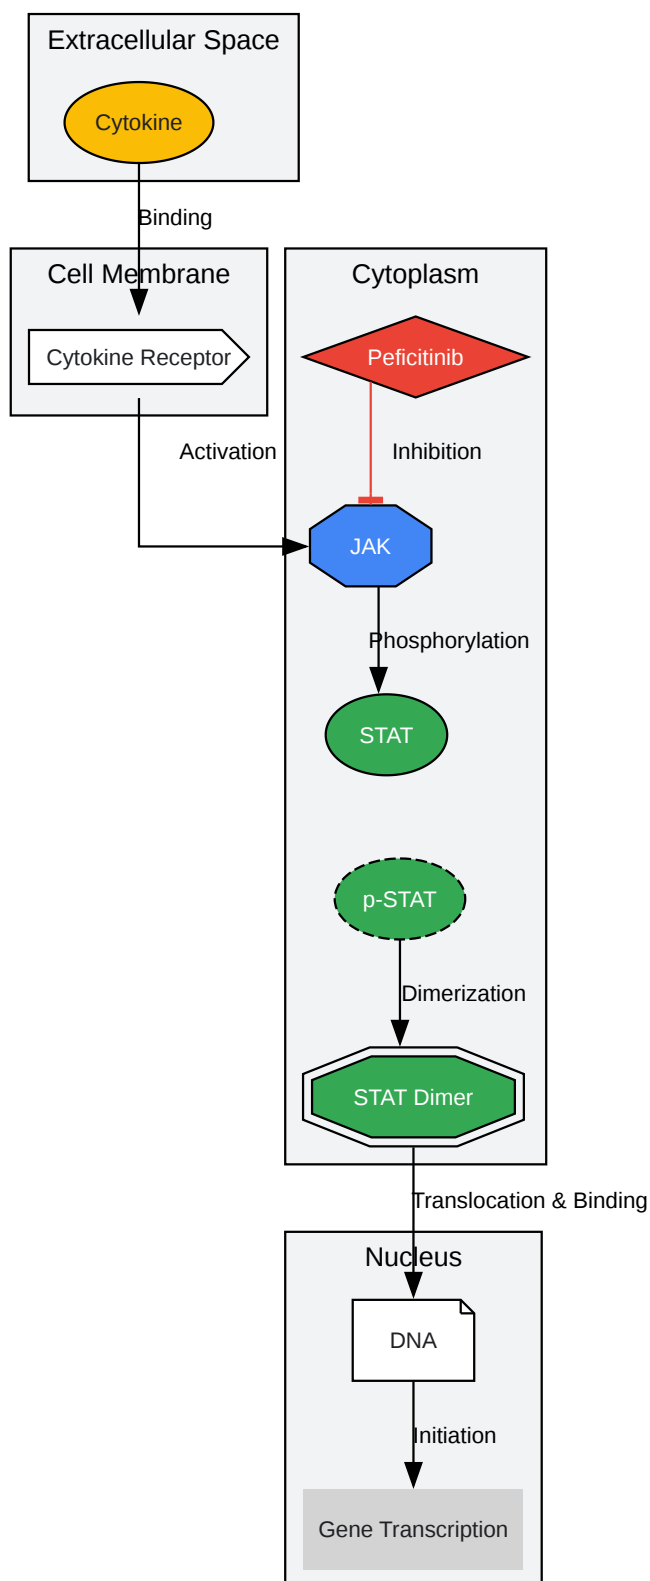 Extracellular Space
Cytokine
Binding
Cell Membrane
Cytoplasm
Cytokine Receptor
Peficitinib
Activation
Inhibition
JAK
Phosphorylation
STAT
p-STAT
Dimerization
STAT Dimer
Translocation & Binding
Nucleus
DNA
Initiation
Gene Transcription